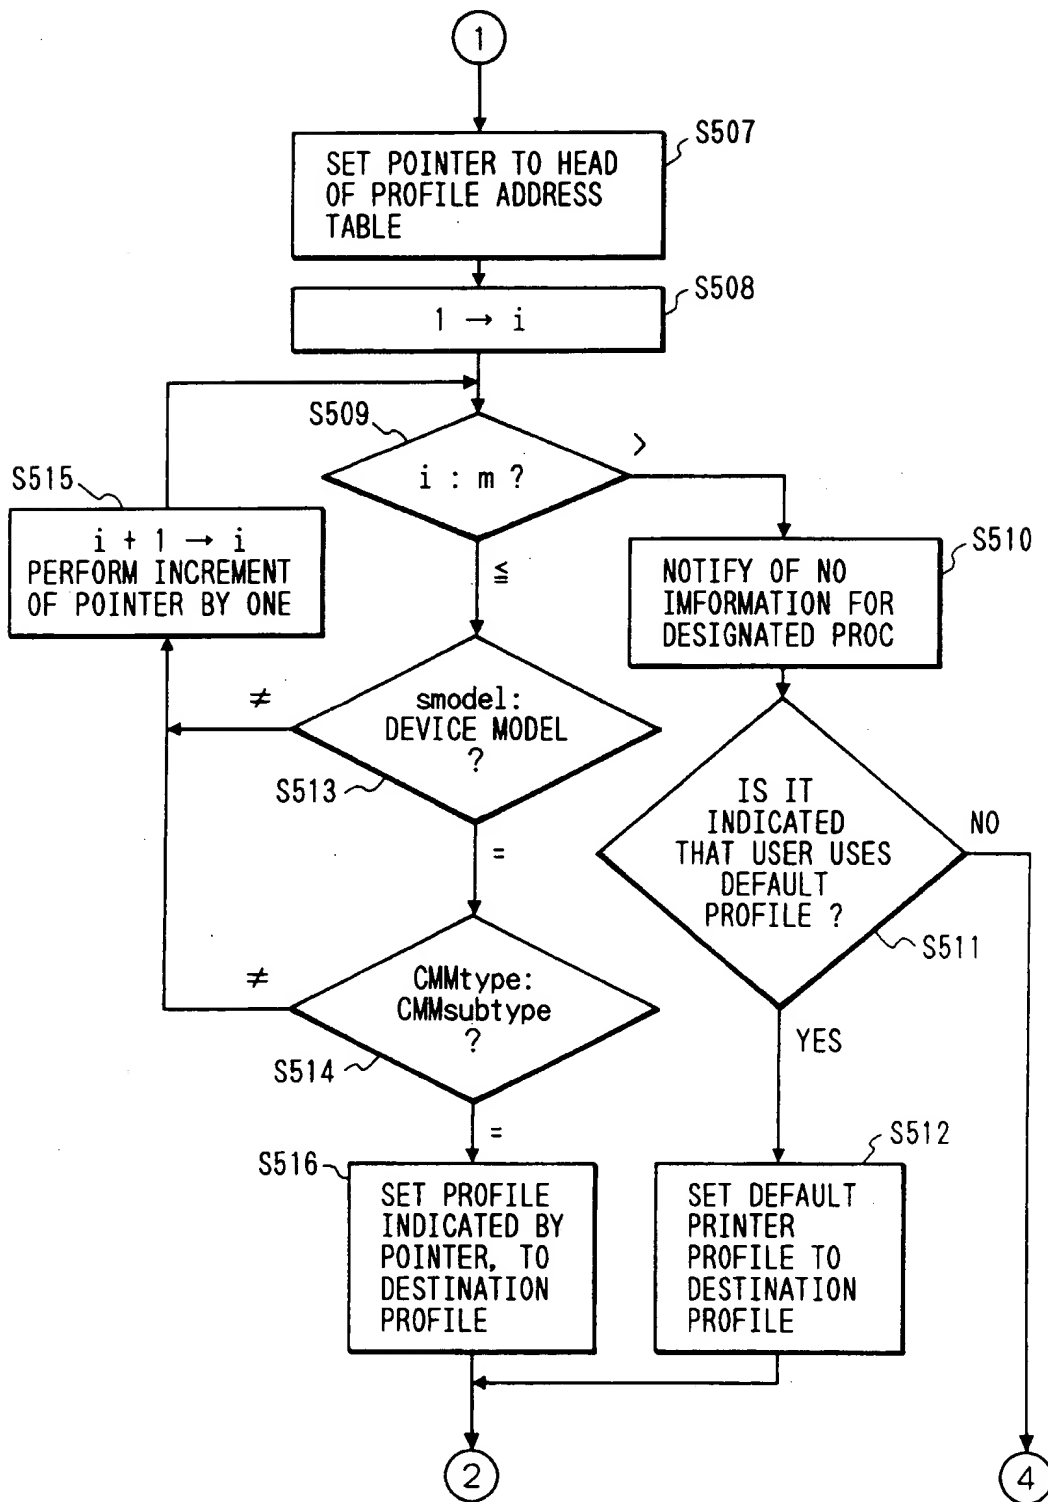 1
S507
SET POINTER TO HEAD
OF PROFILE ADDRESS
TABLE
S508
1 → i
S509
i : m ?
>
≦
S515
i + 1 → i
PERFORM INCREMENT
OF POINTER BY ONE
S510
NOTIFY OF NO
IMFORMATION FOR
DESIGNATED PROC
smodel:
DEVICE MODEL
?
≠
S513
=
IS IT
INDICATED
THAT USER USES
DEFAULT
PROFILE ?
NO
S511
YES
CMMtype:
CMMsubtype
?
≠
S514
=
S516
SET PROFILE
INDICATED BY
POINTER, TO
DESTINATION
PROFILE
S512
SET DEFAULT
PRINTER
PROFILE TO
DESTINATION
PROFILE
2
4